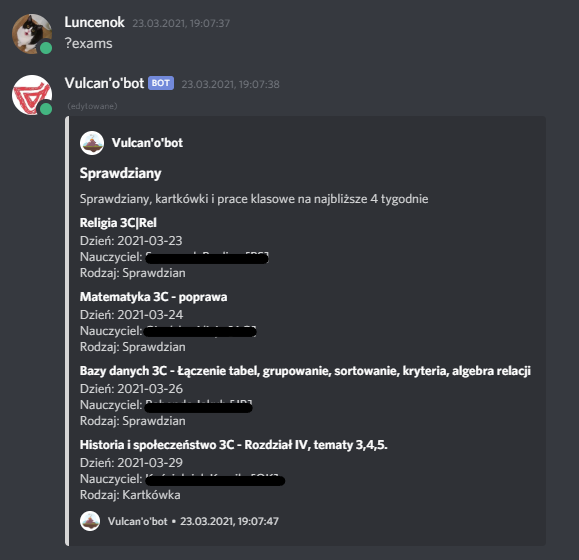 Luncenok 23.03.2021, 19:07:37
?exams
Vulcan'o'bot BOT 23.03.2021, 19:07:38
(edytowane)
Vulcan'o'bot
Sprawdziany
Sprawdziany, kartkówki i prace klasowe na najbliższe 4 tygodnie
Religia 3C|Rel
Dzień: 2021-03-23
Nauczyciel:
Rodzaj: Sprawdzian
Matematyka 3C - poprawa
Dzień: 2021-03-24
Nauczyciel:
Rodzaj: Sprawdzian
Bazy danych 3C - Łączenie tabel, grupowanie, sortowanie, kryteria, algebra relacji
Dzień: 2021-03-26
Nauczyciel:
Rodzaj: Sprawdzian
Historia i społeczeństwo 3C - Rozdział IV, tematy 3,4,5.
Dzień: 2021-03-29
Nauczyciel:
Rodzaj: Kartkówka
Vulcan'o'bot • 23.03.2021, 19:07:47